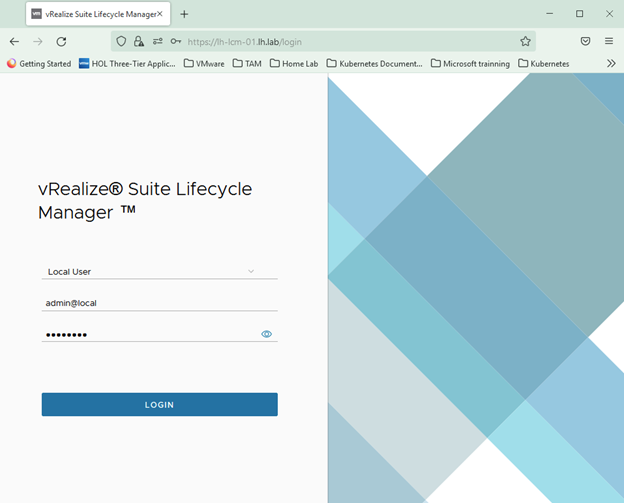 vRealize Suite Lifecycle Manager
https://lh-lcm-01.lh.lab/login
Getting Started HOL Three-Tier Applic... VMware TAM Home Lab Kubernetes Document... Microsoft trainning Kubernetes
vRealize® Suite Lifecycle
Manager ™
Local User
admin@local
LOGIN